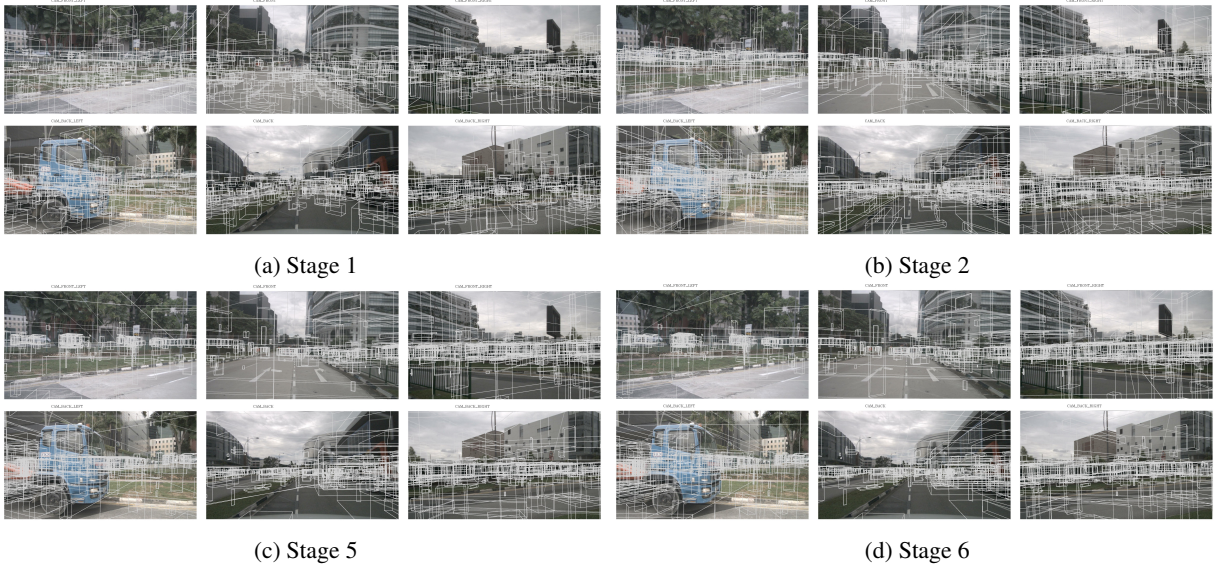 CAM_FRONT_LEFT CAM_FRONT CAM_FRONT_RIGHT CAM_FRONT_LEFT CAM_FRONT CAM_FRONT_RIGHT
CAM_BACK_LEFT CAM_BACK CAM_BACK_RIGHT CAM_BACK_LEFT CAM_BACK CAM_BACK_RIGHT
(a) Stage 1 (b) Stage 2
CAM_FRONT_LEFT CAM_FRONT CAM_FRONT_RIGHT CAM_FRONT_LEFT CAM_FRONT CAM_FRONT_RIGHT
CAM_BACK_LEFT CAM_BACK CAM_BACK_RIGHT CAM_BACK_LEFT CAM_BACK CAM_BACK_RIGHT
(c) Stage 5 (d) Stage 6